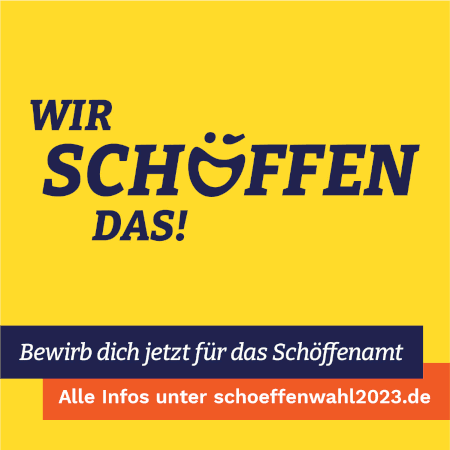 WIR
SCHÖFFEN
DAS!
Bewirb dich jetzt für das Schöffenamt
Alle Infos unter schoeffenwahl2023.de